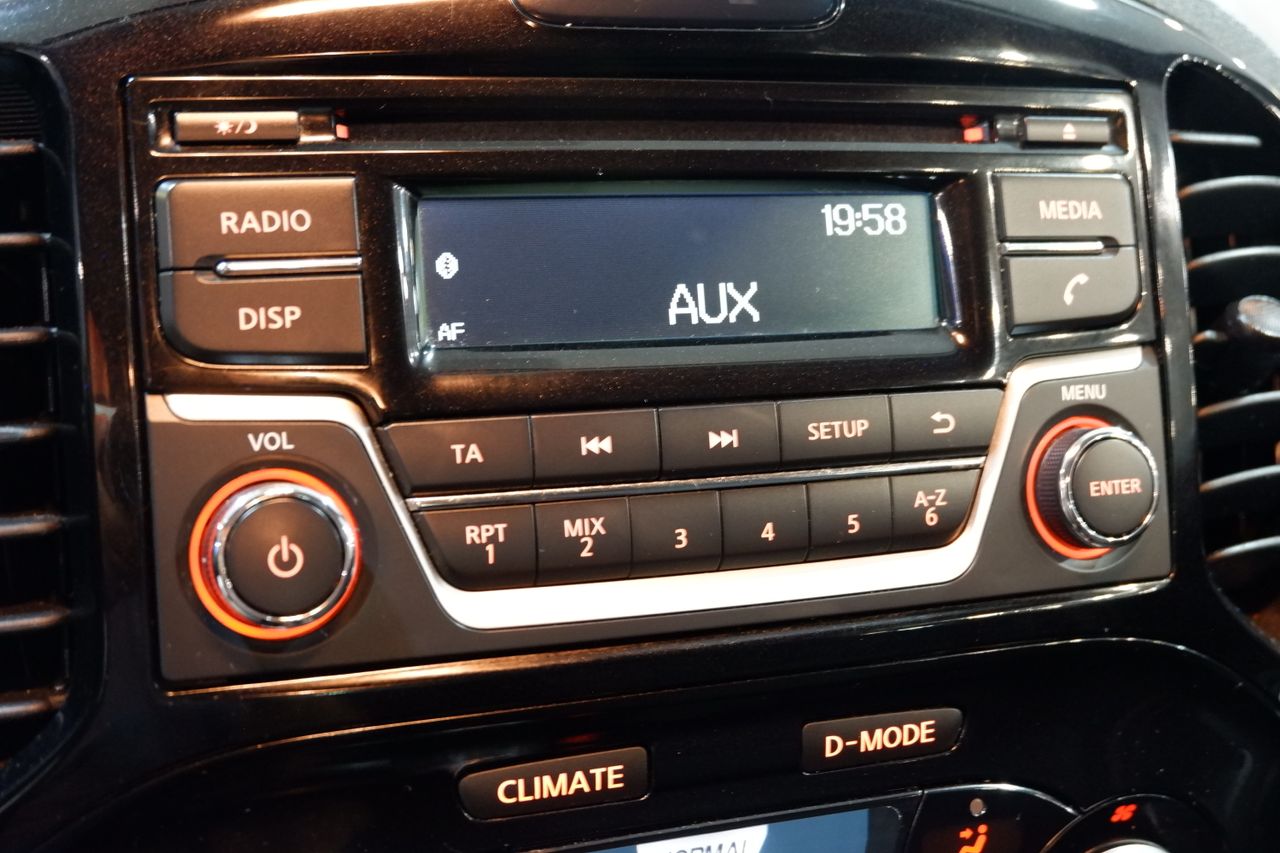 RADIO
DISP
19:58
AUX
AF
MEDIA
VOL
TA
SETUP
MENU
ENTER
RPT
1
MIX
2
3
4
5
A-Z
6
CLIMATE
D-MODE
NORMAL